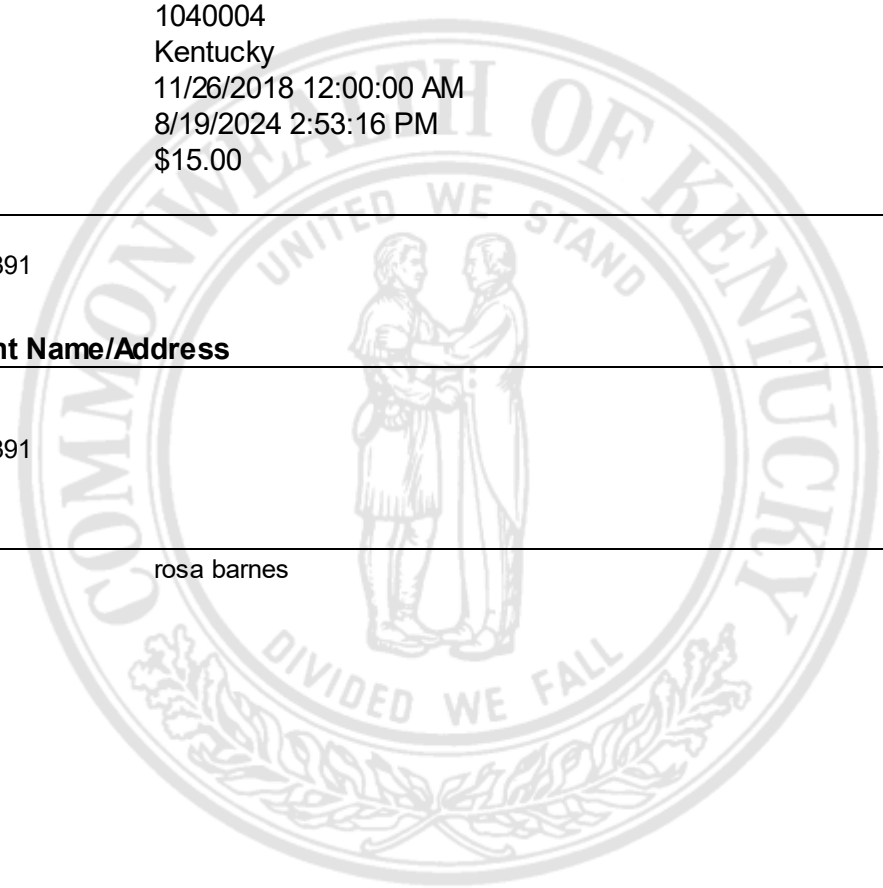 1040004
Kentucky
11/26/2018 12:00:00 AM
8/19/2024 2:53:16 PM
$15.00
391
nt Name/Address
391
rosa barnes
COMMONWEALTH OF KENTUCKY
UNITED WE STAND
DIVIDED WE FALL